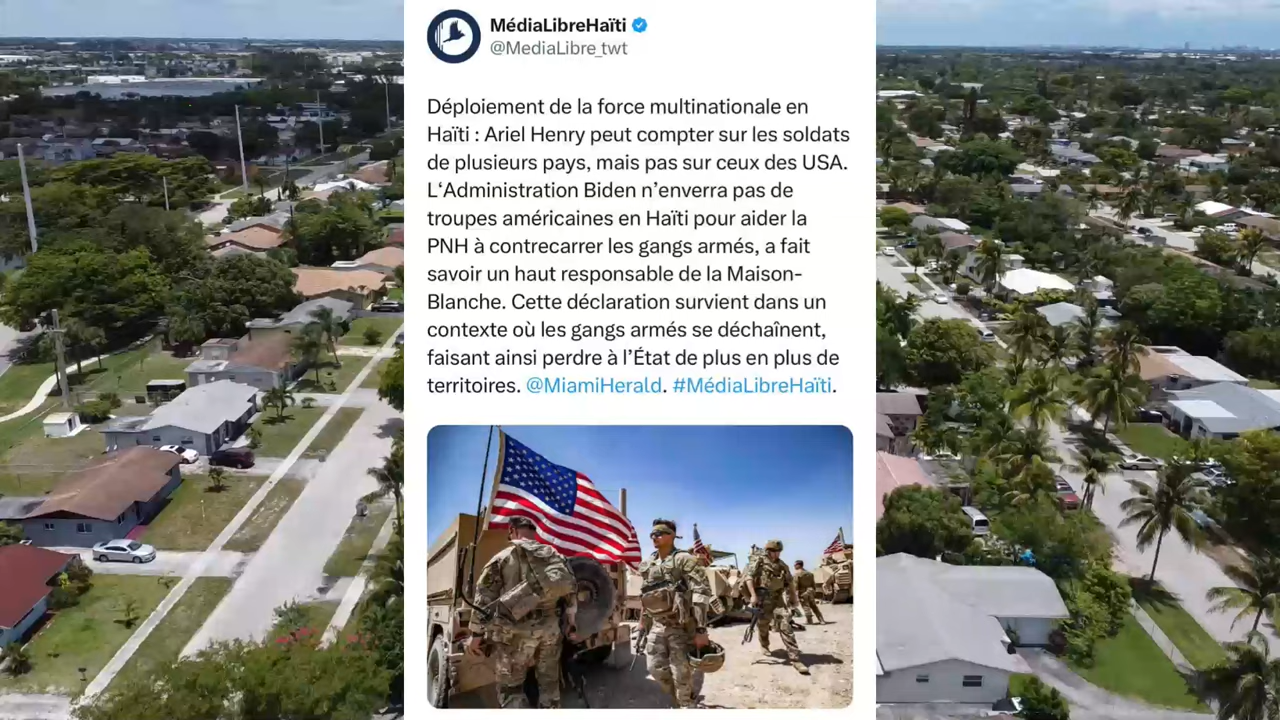 MédiaLibreHaïti
@MediaLibre_twt
Déploiement de la force multinationale en
Haïti : Ariel Henry peut compter sur les soldats
de plusieurs pays, mais pas sur ceux des USA.
L‘Administration Biden n’enverra pas de
troupes américaines en Haïti pour aider la
PNH à contrecarrer les gangs armés, a fait
savoir un haut responsable de la Maison-
Blanche. Cette déclaration survient dans un
contexte où les gangs armés se déchaînent,
faisant ainsi perdre à l’État de plus en plus de
territoires. @MiamiHerald. #MédiaLibreHaïti.